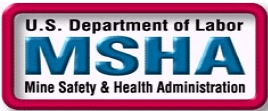 U.S. Department of Labor
MSHA
Mine Safety & Health Administration